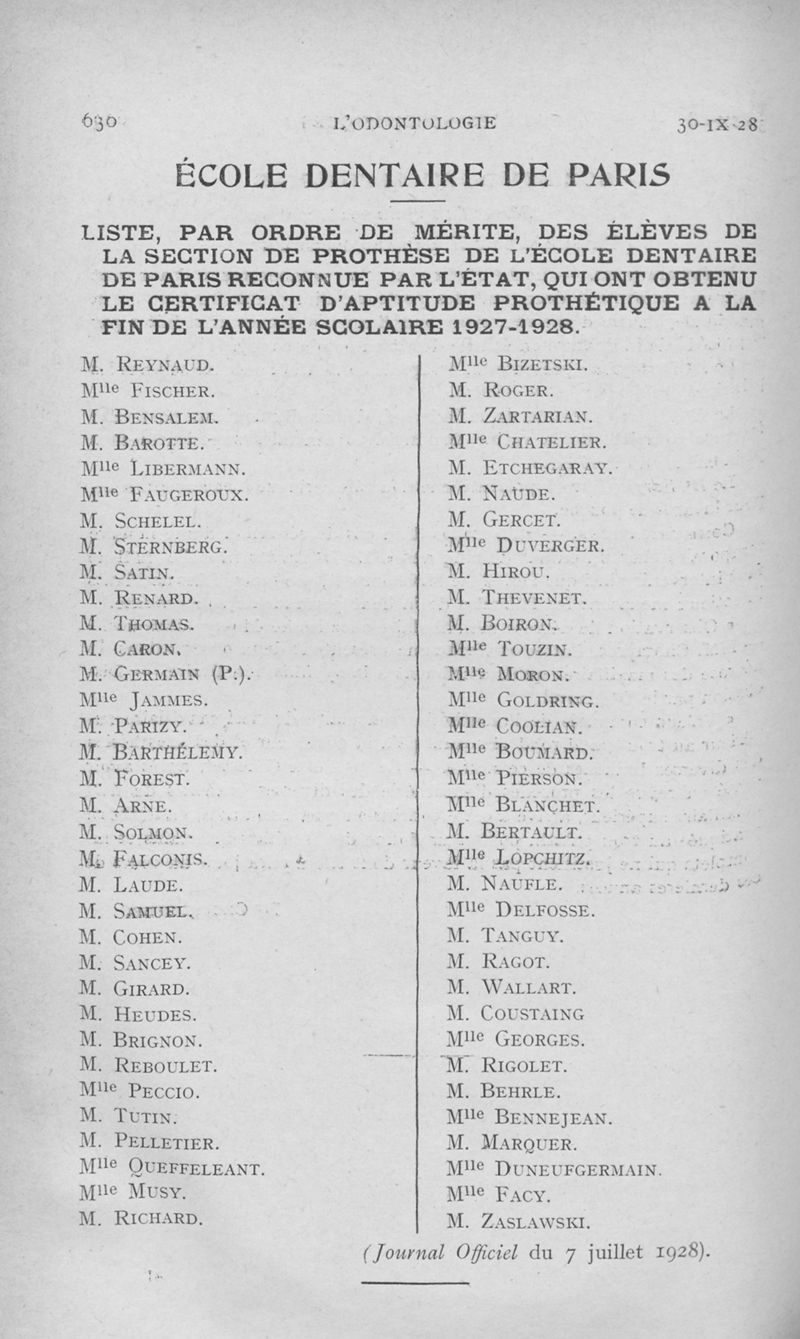 630
L'ODONTOLOGIE
30-IX-28
ÉCOLE DENTAIRE DE PARIS
LISTE, PAR ORDRE DE MÉRITE, DES ÉLÈVES DE
LA SECTION DE PROTHÈSE DE L'ÉCOLE DENTAIRE
DE PARIS RECONNUE PAR L'ÉTAT, QUI ONT OBTENU
LE CERTIFICAT D'APTITUDE PROTHÉTIQUE A LA
FIN DE L'ANNÉE SCOLAIRE 1927-1928.
M. REYNAUD.
Mlle FISCHER.
M. BENSALEM.
M. BAROTTE.
Mlle LIBERMANN.
Mlle FAUGEROUX.
M. SCHELEL.
M. STERNBERG.
M. SATIN.
M. RENARD.
M. THOMAS.
M. CARON.
M. GERMAIN (P.).
Mlle JAMMES.
M. PARIZY.
M. BARTHÉLEMY.
M. FOREST.
M. ARNE.
M. SOLMON.
M. FALCONIS.
M. LAUDE.
M. SAMUEL.
M. COHEN.
M. SANCEY.
M. GIRARD.
M. HEUDES.
M. BRIGNON.
M. REBOULET.
Mlle PECCIO.
M. TUTIN.
M. PELLETIER.
Mlle QUEFFELEANT.
Mlle MUSY.
M. RICHARD.
Mlle BIZETSKI.
M. ROGER.
M. ZARTARIAN.
Mlle CHATELIER.
M. ETCHEGARAY.
M. NAUDE.
M. GERCET.
Mlle DUVERGER.
M. HIROU.
M. THEVENET.
M. BOIRON.
Mlle TOUZIN.
Mlle MORON.
Mlle GOLDRING.
Mlle COOLIAN.
Mlle BOUMARD.
Mlle PIERSON.
Mlle BLANCHET.
M. BERTAULT.
Mlle LOPCHITZ.
M. NAUFLE.
Mlle DELFOSSE.
M. TANGUY.
M. RAGOT.
M. WALLART.
M. COUSTAING
Mlle GEORGES.
M. RIGOLET.
M. BEHRLE.
Mlle BENNEJEAN.
M. MARQUER.
Mlle DUNEUFGERMAIN.
Mlle FACY.
M. ZASLAWSKI.
(Journal Officiel du 7 juillet 1928).